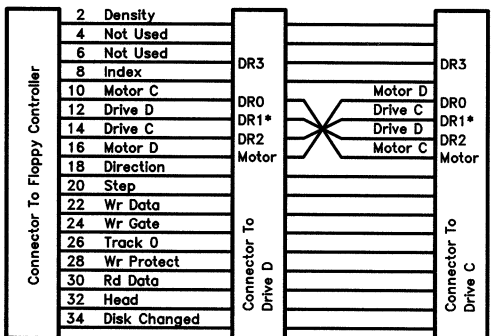 Connector To Floppy Controller
2 Density
4 Not Used
6 Not Used
8 Index
10 Motor C
12 Drive D
14 Drive C
16 Motor D
18 Direction
20 Step
22 Wr Data
24 Wr Gate
26 Track 0
28 Wr Protect
30 Rd Data
32 Head
34 Disk Changed
DR3
DR0
DR1*
DR2
Motor
Connector To
Drive D
Motor D
Drive C
Drive D
Motor C
DR3
DR0
DR1*
DR2
Motor
Connector To
Drive C